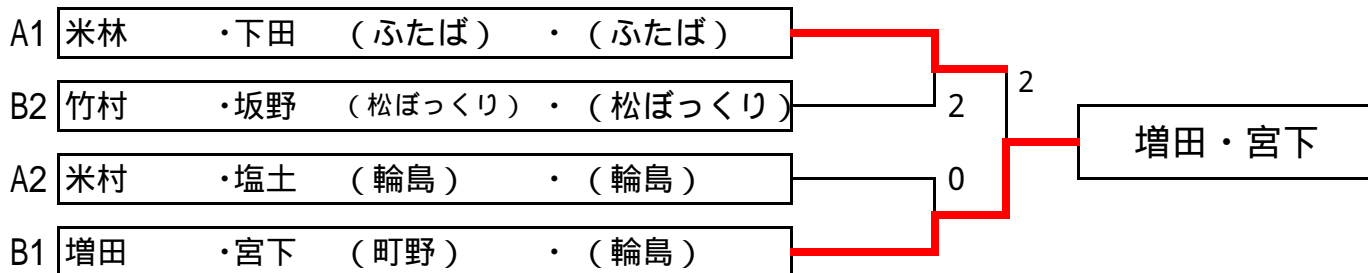 A1 米林 ・下田 (ふたば) ・ (ふたば)
2
B2 竹村 ・坂野 (松ぼっくり) ・ (松ぼっくり)
2
増田・宮下
A2 米村 ・塩土 (輪島) ・ (輪島)
0
B1 増田 ・宮下 (町野) ・ (輪島)